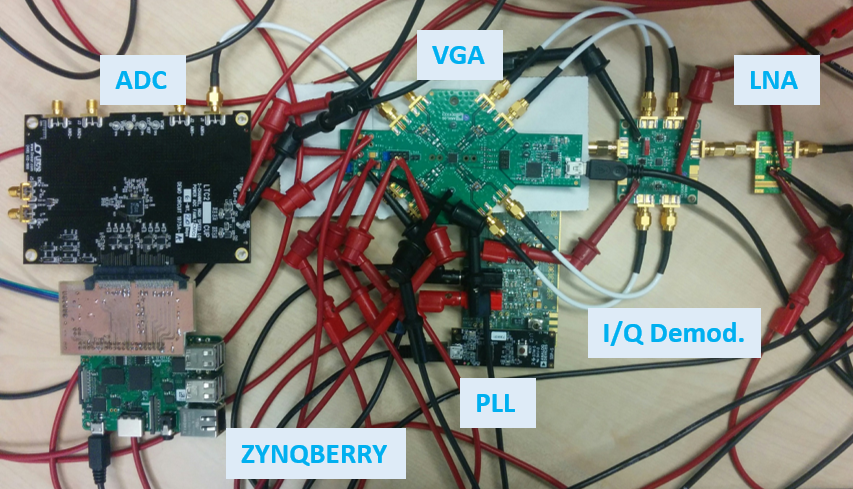 VGA
ADC
LNA
I/Q Demod.
PLL
ZYNQBERRY